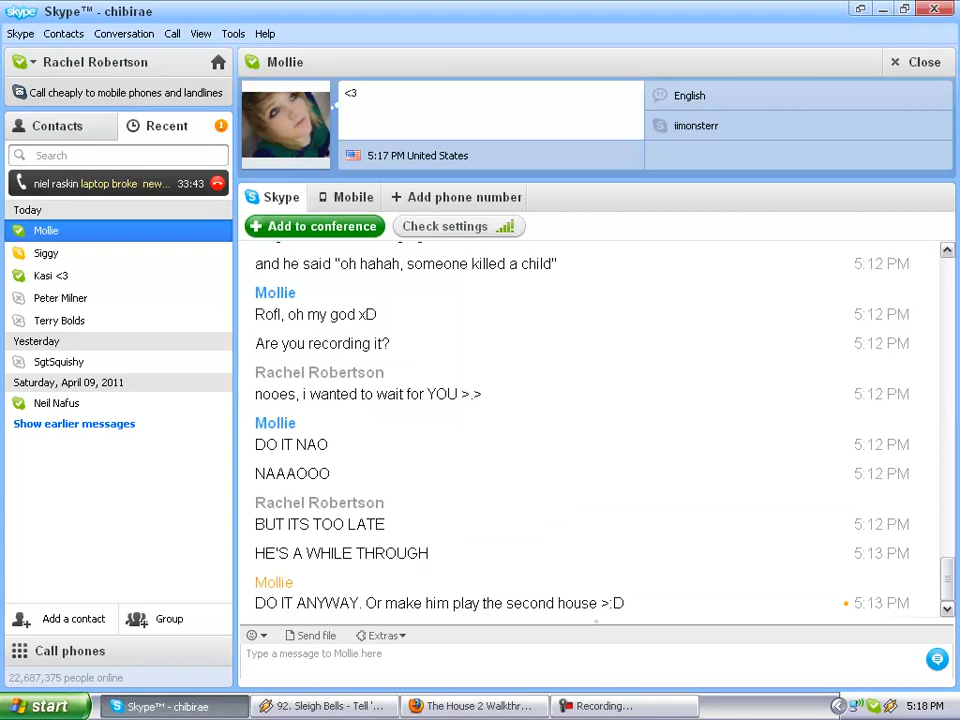 Skype™ - chibirae
Skype Contacts Conversation Call View Tools Help
Rachel Robertson
Call cheaply to mobile phones and landlines
Contacts Recent 1
Search
niel raskin laptop broke new... 33:43
Today
Mollie
Siggy
Kasi <3
Peter Milner
Terry Bolds
Yesterday
SgtSquishy
Saturday, April 09, 2011
Neil Nafus
Show earlier messages
Add a contact Group
Call phones
22,687,375 people online
Mollie Close
<3
English
iimonsterr
5:17 PM United States
Skype Mobile + Add phone number
+ Add to conference Check settings
and he said "oh hahah, someone killed a child" 5:12 PM
Mollie
Rofl, oh my god xD 5:12 PM
Are you recording it? 5:12 PM
Rachel Robertson
nooes, i wanted to wait for YOU >.> 5:12 PM
Mollie
DO IT NAO 5:12 PM
NAAAOOO 5:12 PM
Rachel Robertson
BUT ITS TOO LATE 5:12 PM
HE'S A WHILE THROUGH 5:13 PM
Mollie
DO IT ANYWAY. Or make him play the second house >:D 5:13 PM
Send file Extras
Type a message to Mollie here
start Skype™ - chibirae 92. Sleigh Bells - Tell '... The House 2 Walkthr... Recording... 5:18 PM